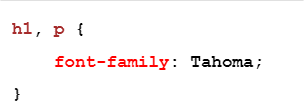 h1, p {
font-family: Tahoma;
}